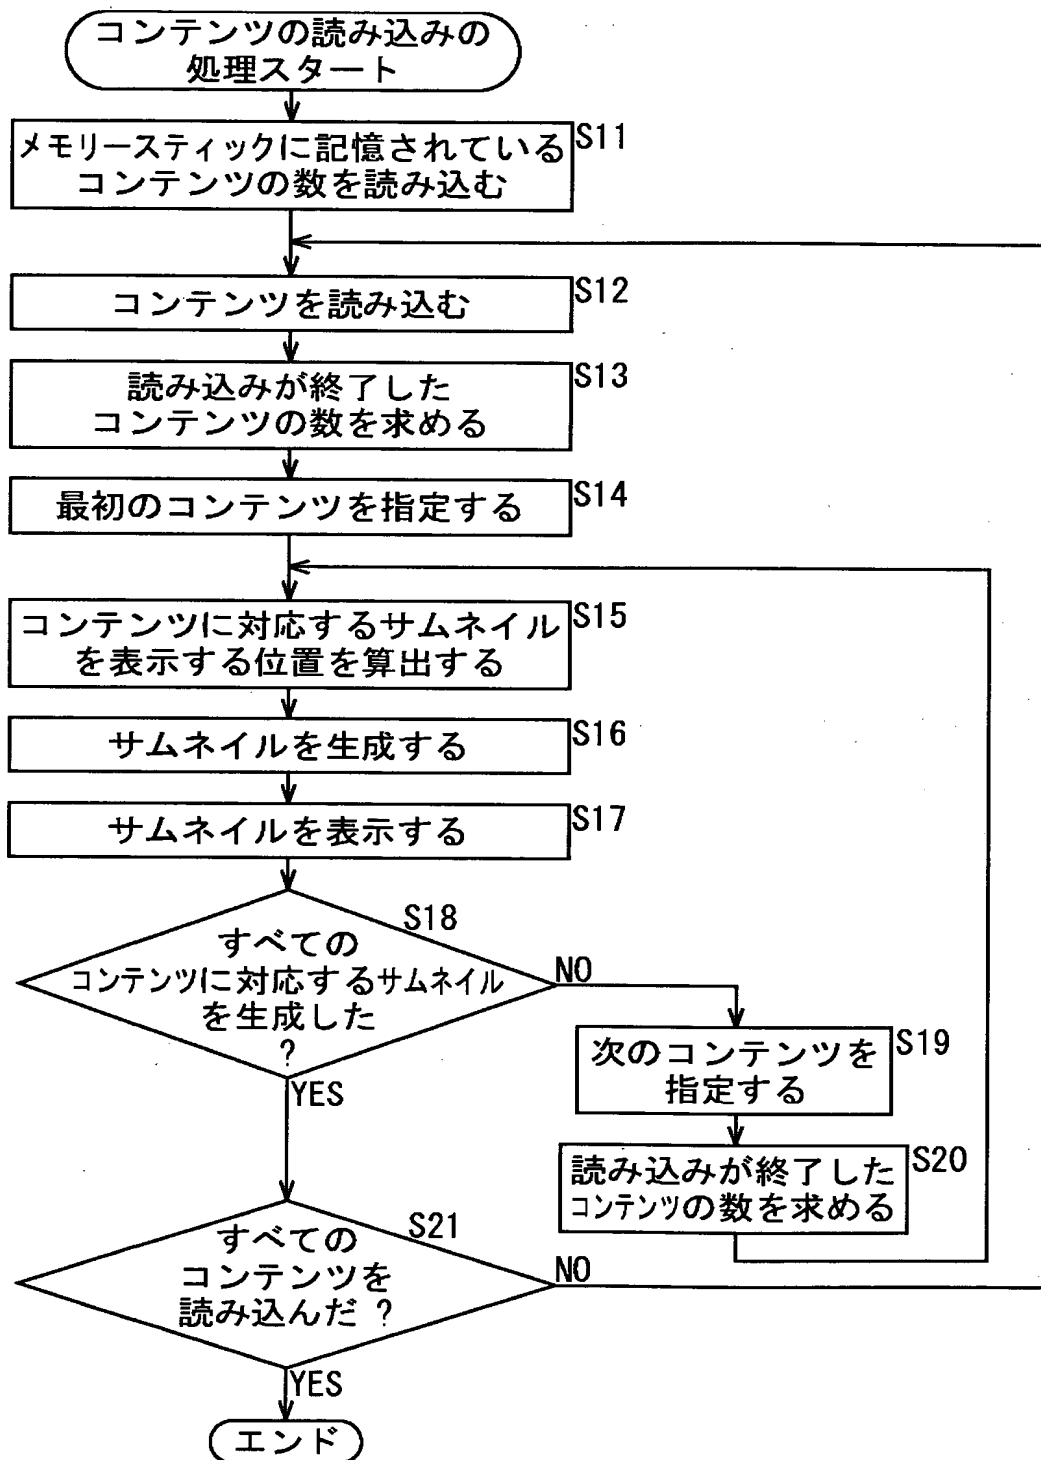 コンテンツの読み込みの
処理スタート
S11
メモリースティックに記憶されている
コンテンツの数を読み込む
S12
コンテンツを読み込む
S13
読み込みが終了した
コンテンツの数を求める
S14
最初のコンテンツを指定する
S15
コンテンツに対応するサムネイル
を表示する位置を算出する
S16
サムネイルを生成する
S17
サムネイルを表示する
S18
すべての
コンテンツに対応するサムネイル
を生成した
?
NO
YES
S19
次のコンテンツを
指定する
S20
読み込みが終了した
コンテンツの数を求める
S21
すべての
コンテンツを
読み込んだ ?
NO
YES
エンド